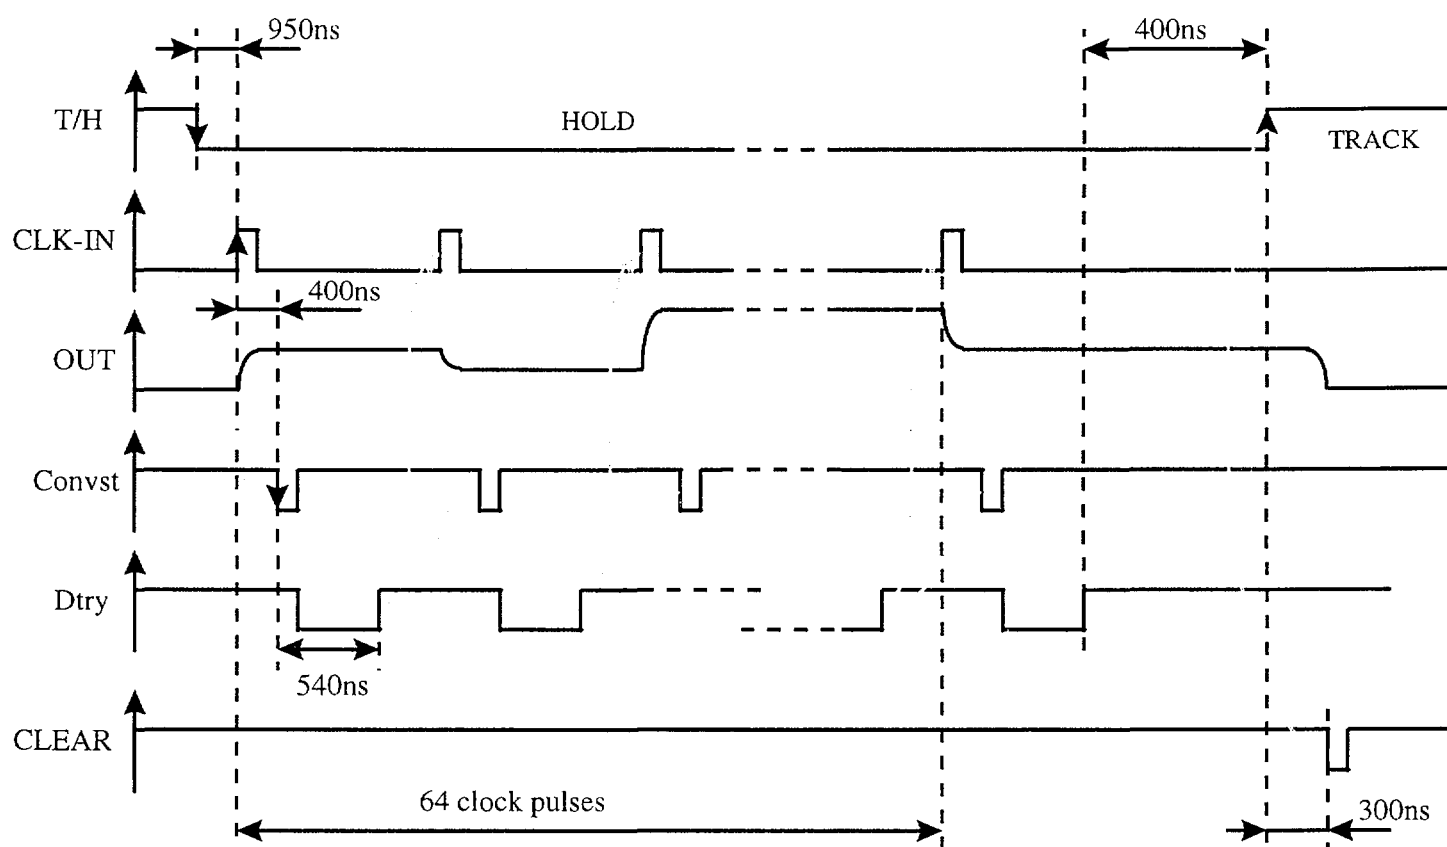 950ns
400ns
T/H
HOLD
TRACK
CLK-IN
400ns
OUT
Convst
Dtry
540ns
CLEAR
64 clock pulses
300ns